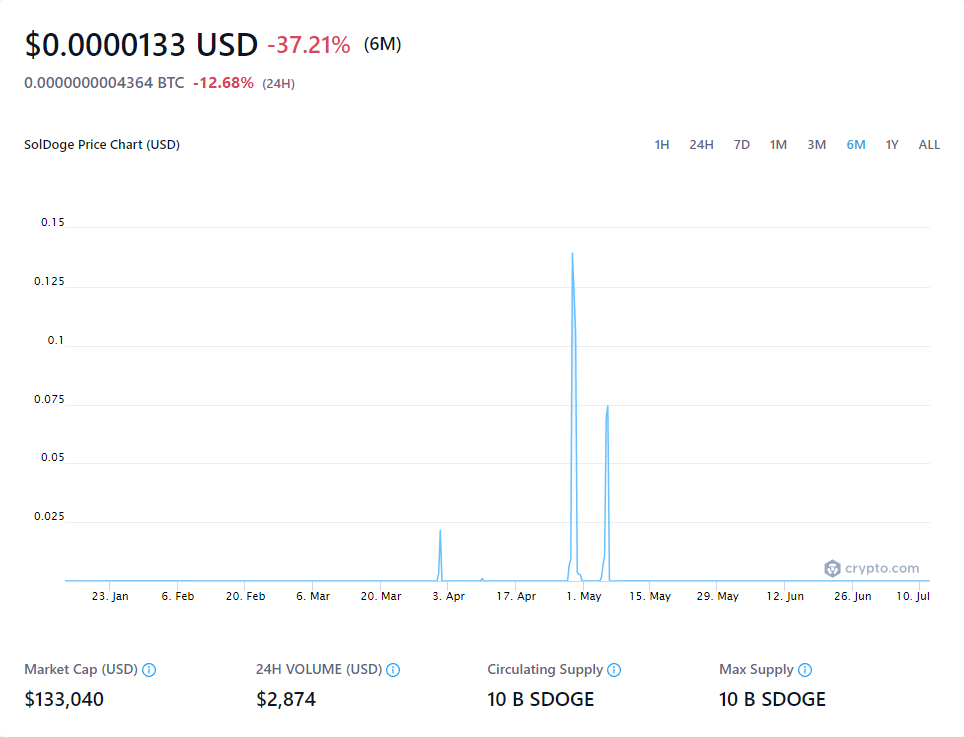 $0.0000133 USD -37.21% (6M)
0.0000000004364 BTC -12.68% (24H)
SolDoge Price Chart (USD) 1H 24H 7D 1M 3M 6M 1Y ALL
0.15
0.125
0.1
0.075
0.05
0.025
crypto.com
23. Jan 6. Feb 20. Feb 6. Mar 20. Mar 3. Apr 17. Apr 1. May 15. May 29. May 12. Jun 26. Jun 10. Jul
Market Cap (USD) 24H VOLUME (USD) Circulating Supply Max Supply
$133,040 $2,874 10 B SDOGE 10 B SDOGE